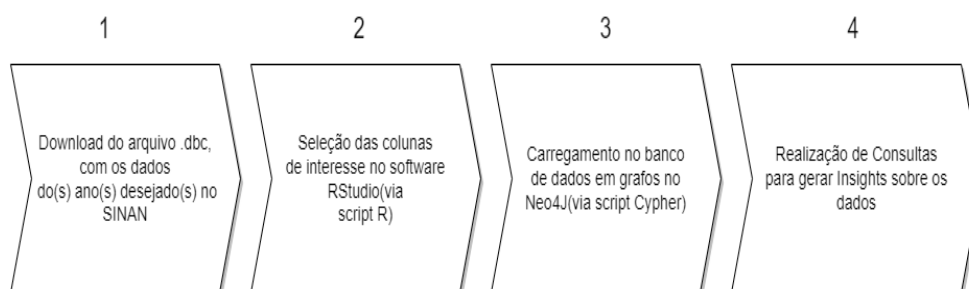 1
2
3
4
Download do arquivo .dbc,
com os dados
do(s) ano(s) desejado(s) no
SINAN
Seleção das colunas
de interesse no software
RStudio(via
script R)
Carregamento no banco
de dados em grafos no
Neo4J(via script Cypher)
Realização de Consultas
para gerar Insights sobre os
dados